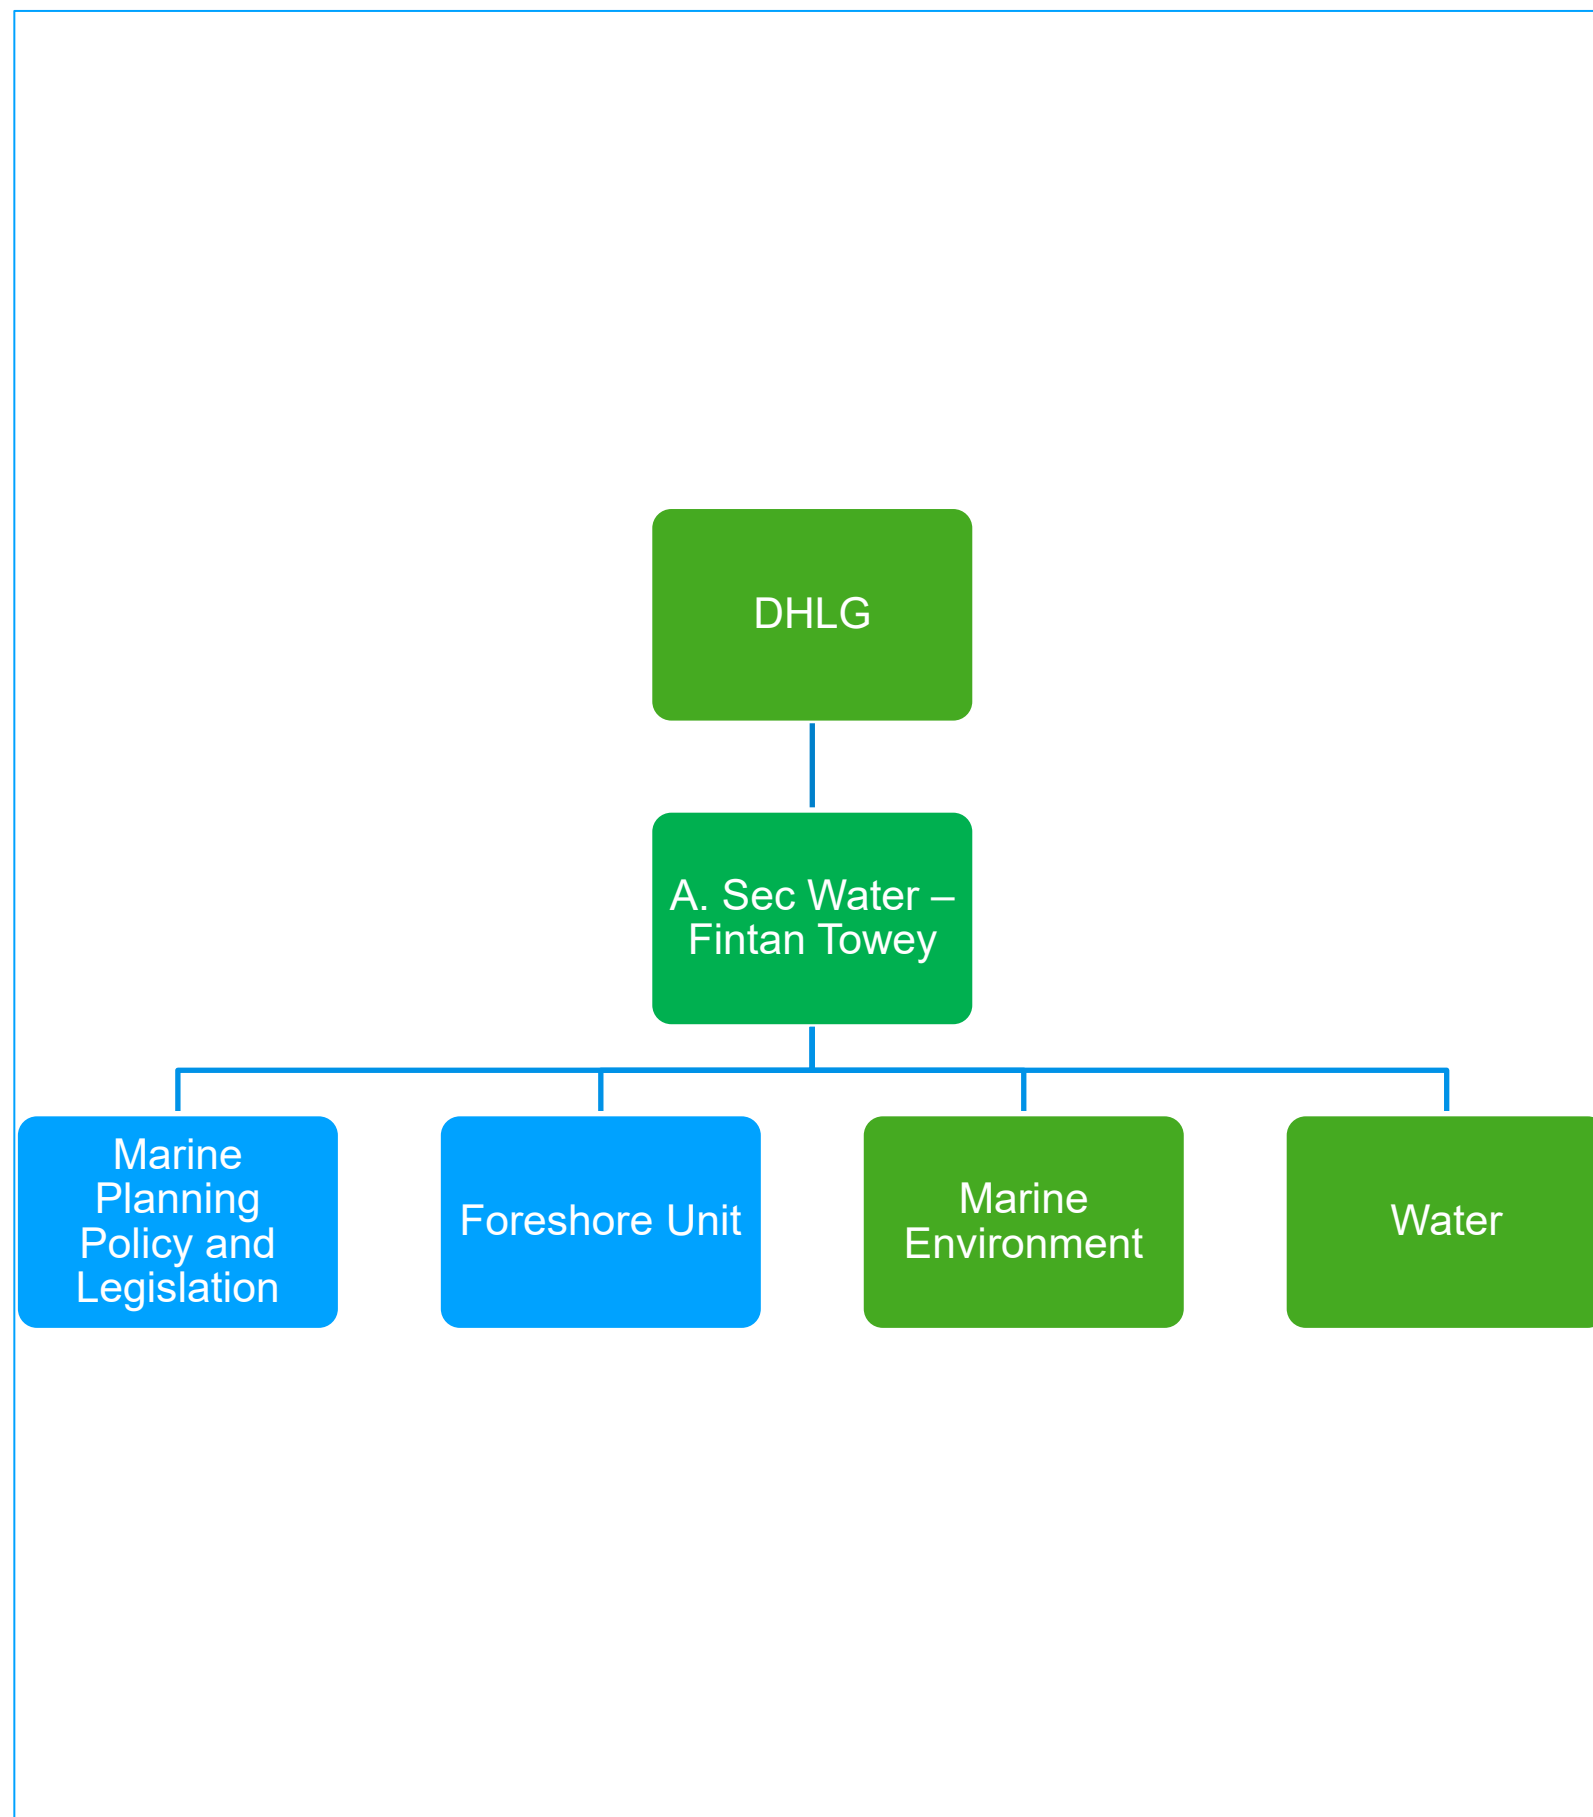 DHLG
A. Sec Water –
Fintan Towey
Marine
Planning
Policy and
Legislation
Foreshore Unit
Marine
Environment
Water